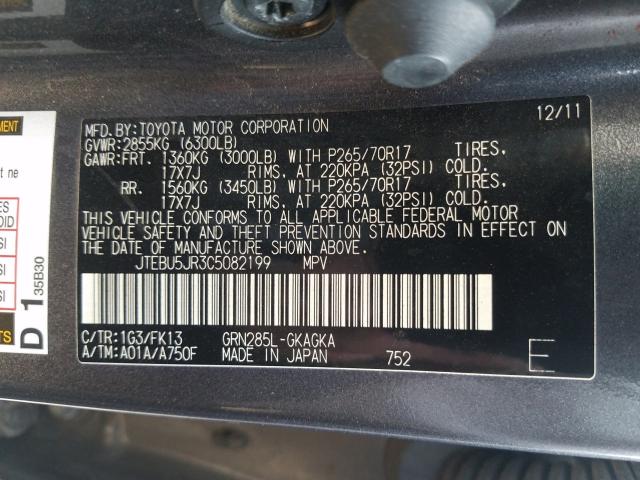 12/11
MFD.BY:TOYOTA MOTOR CORPORATION
GVWR:2855KG (6300LB)
GAWR:FRT. 1360KG (3000LB) WITH P265/70R17 TIRES,
17X7J RIMS, AT 220KPA (32PSI) COLD.
RR. 1560KG (3450LB) WITH P265/70R17 TIRES,
17X7J RIMS, AT 220KPA (32PSI) COLD.
THIS VEHICLE CONFORMS TO ALL APPLICABLE FEDERAL MOTOR
VEHICLE SAFETY AND THEFT PREVENTION STANDARDS IN EFFECT ON
THE DATE OF MANUFACTURE SHOWN ABOVE.
JTEBU5JR3C5082199 MPV
C/TR:1G3/FK13 GRN285L-GKAGKA
A/TM:A01A/A750F MADE IN JAPAN 752 E
D 1 35B30